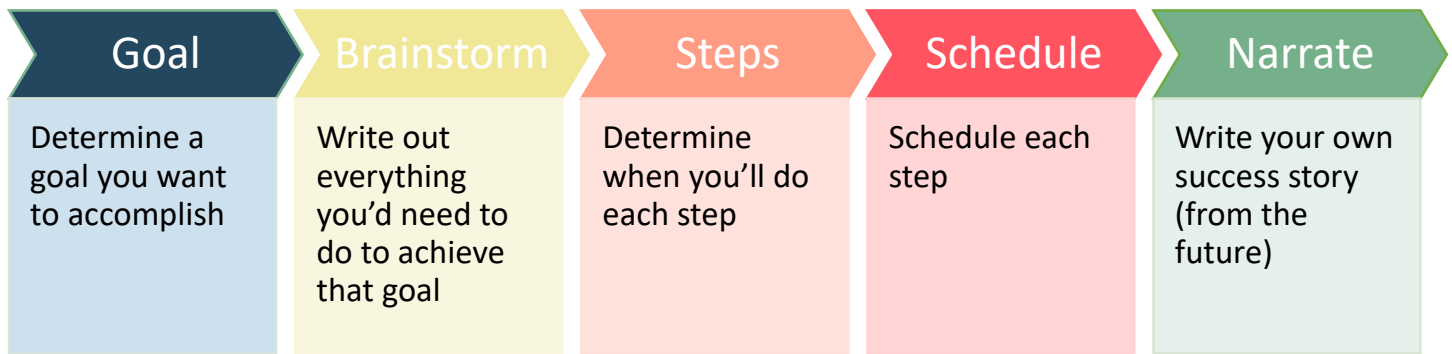 Goal
Determine a
goal you want
to accomplish
Brainstorm
Write out
everything
you’d need to
do to achieve
that goal
Steps
Determine
when you’ll do
each step
Schedule
Schedule each
step
Narrate
Write your own
success story
(from the
future)